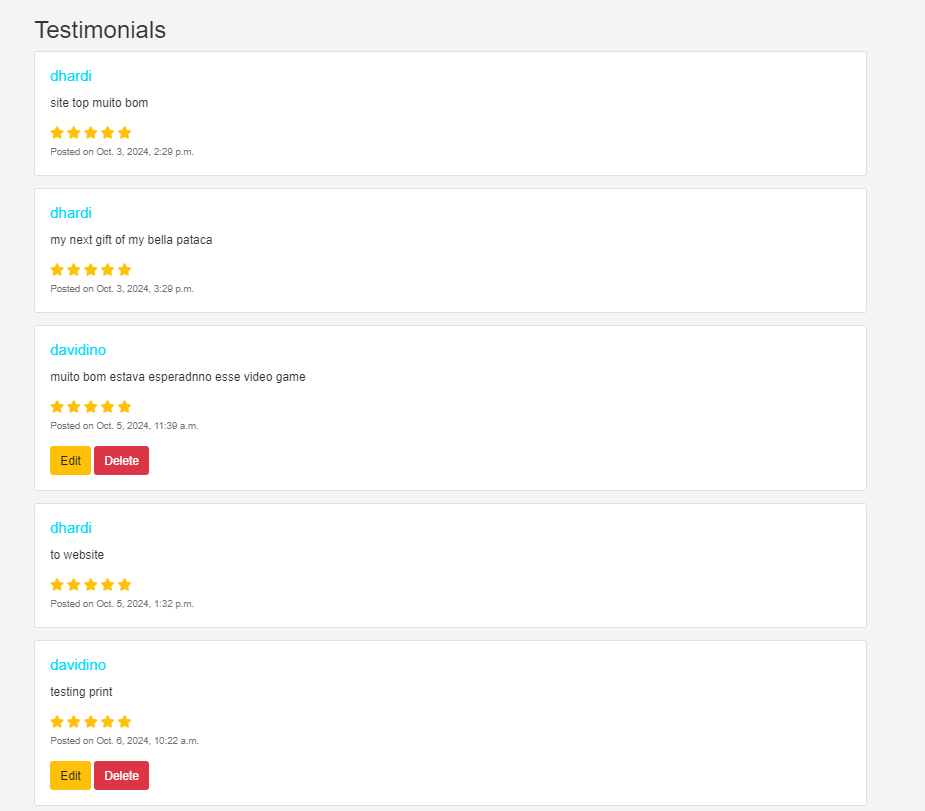 Testimonials
dhardi
site top muito bom
Posted on Oct. 3, 2024, 2:29 p.m.
dhardi
my next gift of my bella pataca
Posted on Oct. 3, 2024, 3:29 p.m.
davidino
muito bom estava esperadnno esse video game
Posted on Oct. 5, 2024, 11:39 a.m.
Edit Delete
dhardi
to website
Posted on Oct. 5, 2024, 1:32 p.m.
davidino
testing print
Posted on Oct. 6, 2024, 10:22 a.m.
Edit Delete